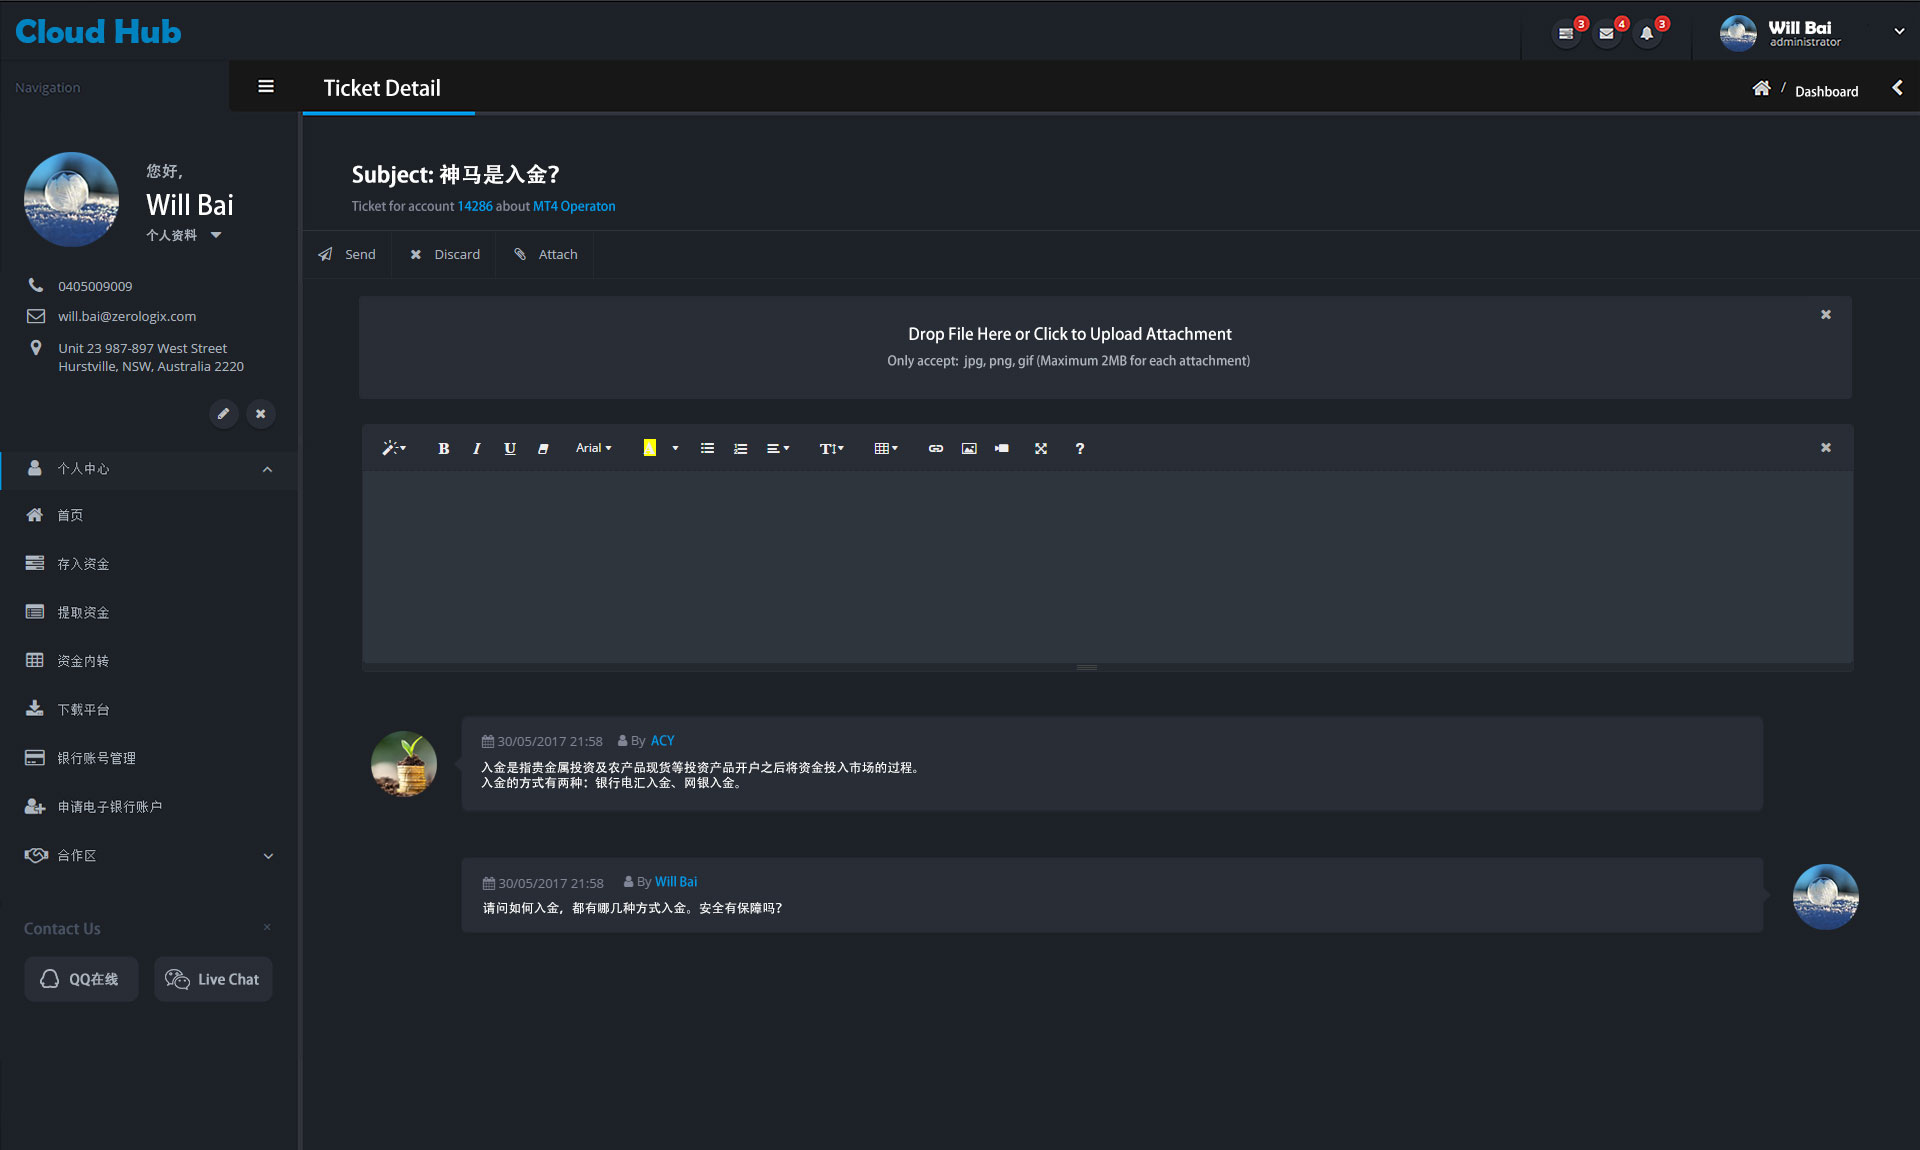 Cloud Hub
3
4
3
Will Bai
administrator
Navigation
Ticket Detail
/ Dashboard
您好,
Will Bai
个人资料
0405009009
will.bai@zerologix.com
Unit 23 987-897 West Street
Hurstville, NSW, Australia 2220
个人中心
首页
存入资金
提取资金
资金内转
下载平台
银行账号管理
申请电子银行账户
合作区
Contact Us
QQ在线
Live Chat
Subject: 神马是入金?
Ticket for account 14286 about MT4 Operaton
Send
Discard
Attach
Drop File Here or Click to Upload Attachment
Only accept: jpg, png, gif (Maximum 2MB for each attachment)
B I U Arial A T ?
30/05/2017 21:58 By ACY
入金是指贵金属投资及农产品现货等投资产品开户之后将资金投入市场的过程。
入金的方式有两种：银行电汇入金、网银入金。
30/05/2017 21:58 By Will Bai
请问如何入金，都有哪几种方式入金。安全有保障吗?